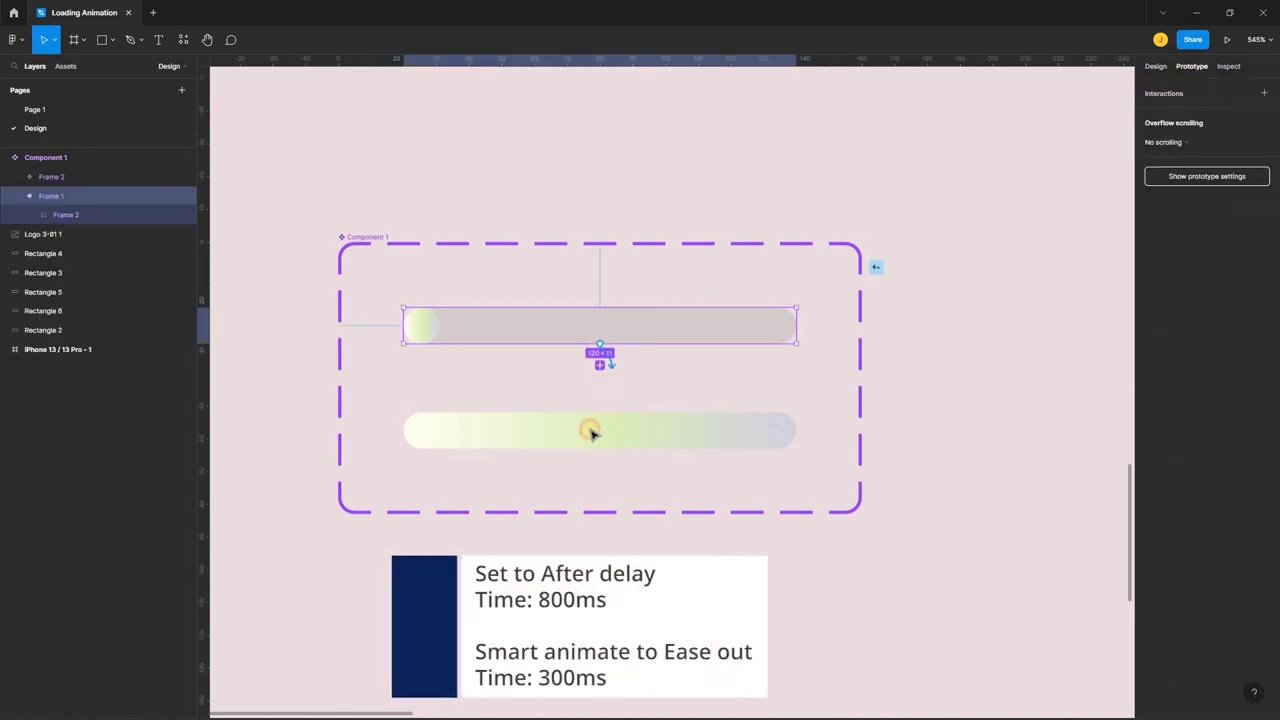 Loading Animation
J
Share
545%
Layers
Assets
Design
Design
Prototype
Inspect
Pages
Interactions
Page 1
Overflow scrolling
Design
No scrolling
Component 1
Frame 2
Show prototype settings
Frame 1
Frame 2
Logo 3-01 1
Component 1
Rectangle 4
Rectangle 3
Rectangle 5
Rectangle 6
Rectangle 2
iPhone 13 / 13 Pro - 1
120 × 11
Set to After delay
Time: 800ms
Smart animate to Ease out
Time: 300ms
?